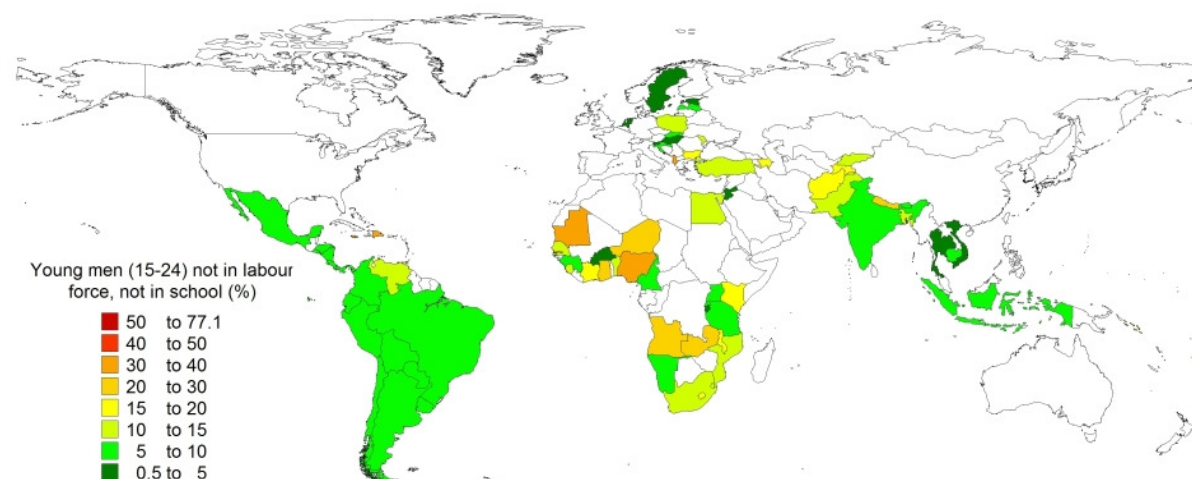 Young men (15-24) not in labour
force, not in school (%)
50 to 77.1
40 to 50
30 to 40
20 to 30
15 to 20
10 to 15
5 to 10
0.5 to 5